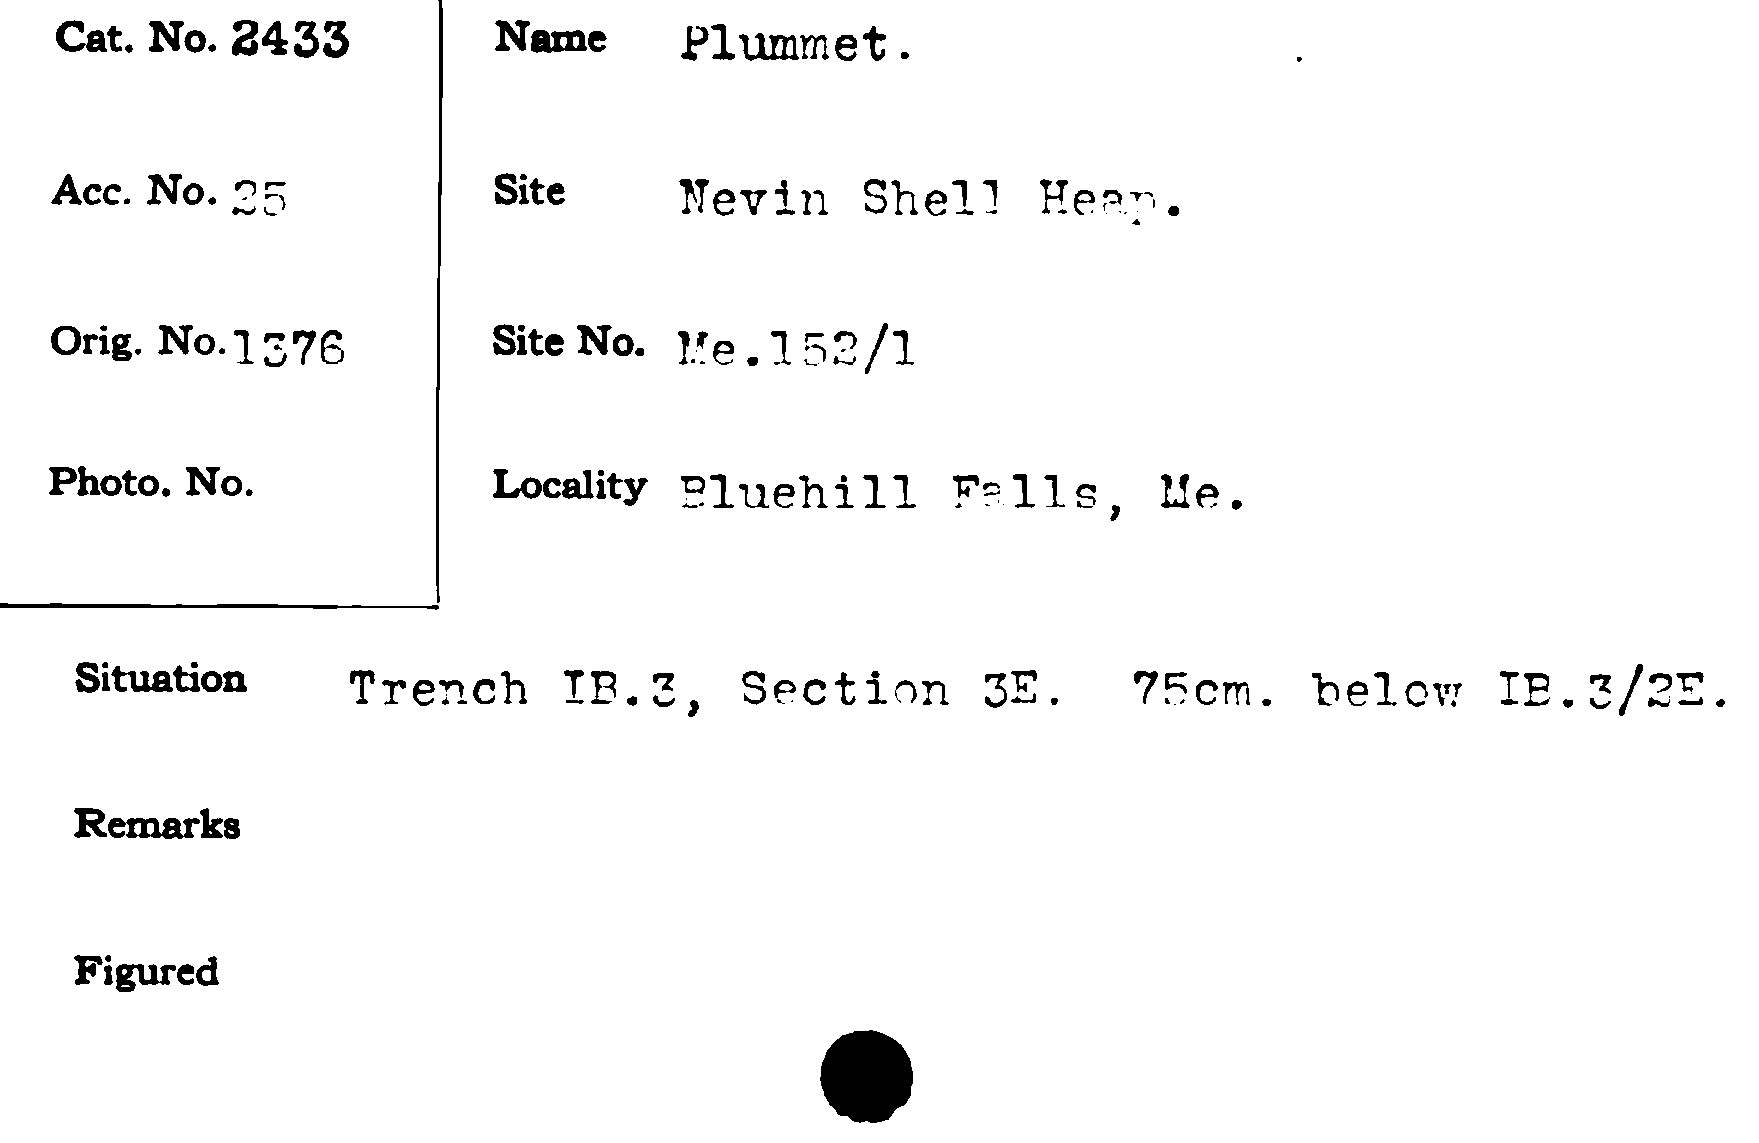 Cat. No. 2433
Name Plummet.
Acc. No. 25
Site Nevin Shell Heap.
Orig. No. 1376
Site No. Me.152/1
Photo. No.
Locality Bluehill Falls, Me.
Situation Trench IB.3, Section 3E. 75cm. below IB.3/2E.
Remarks
Figured